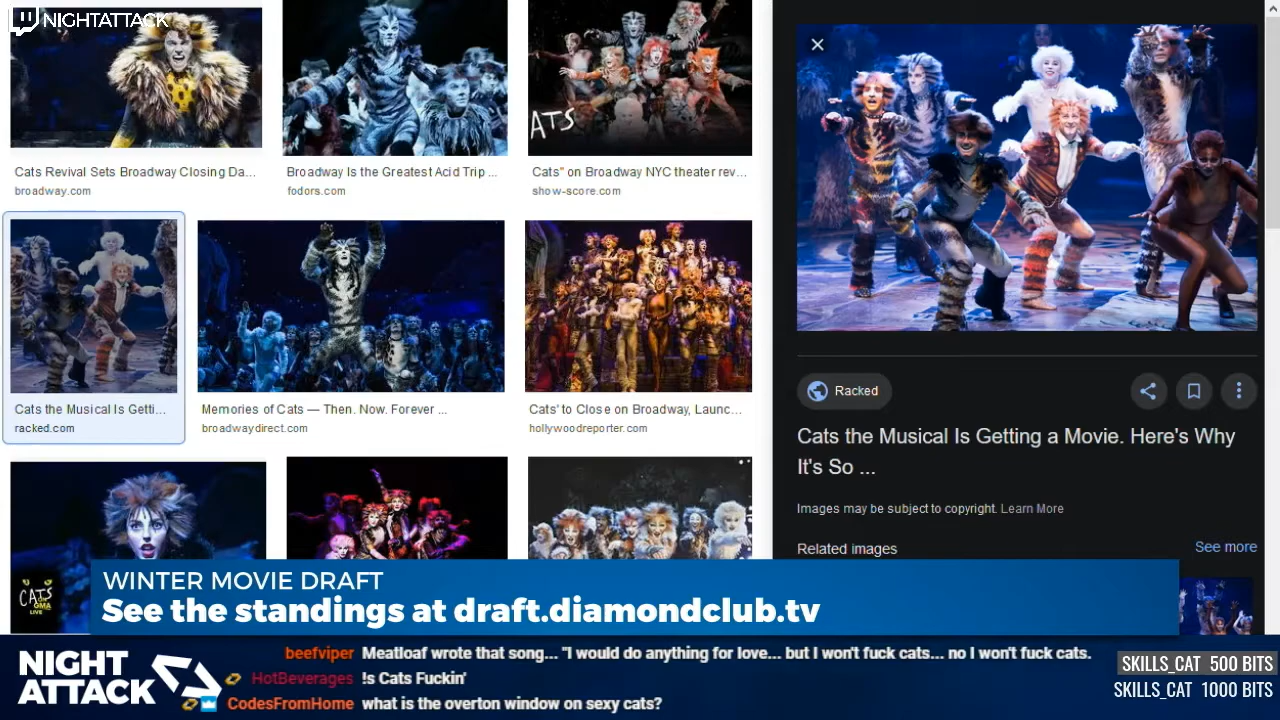 NIGHTATTACK
Cats Revival Sets Broadway Closing Da...
broadway.com
Broadway Is the Greatest Acid Trip ...
fodors.com
CATS
Cats" on Broadway NYC theater rev...
show-score.com
Cats the Musical Is Getti...
racked.com
Memories of Cats — Then. Now. Forever ...
broadwaydirect.com
Cats' to Close on Broadway, Launc...
hollywoodreporter.com
Racked
Cats the Musical Is Getting a Movie. Here's Why
It's So ...
Images may be subject to copyright. Learn More
Related images
See more
CATS
GMA
LIVE
WINTER MOVIE DRAFT
See the standings at draft.diamondclub.tv
NIGHT
ATTACK
beefviper Meatloaf wrote that song... "I would do anything for love... but I won't fuck cats... no I won't fuck cats.
HotBeverages !s Cats Fuckin'
CodesFromHome what is the overton window on sexy cats?
SKILLS_CAT 500 BITS
SKILLS_CAT 1000 BITS